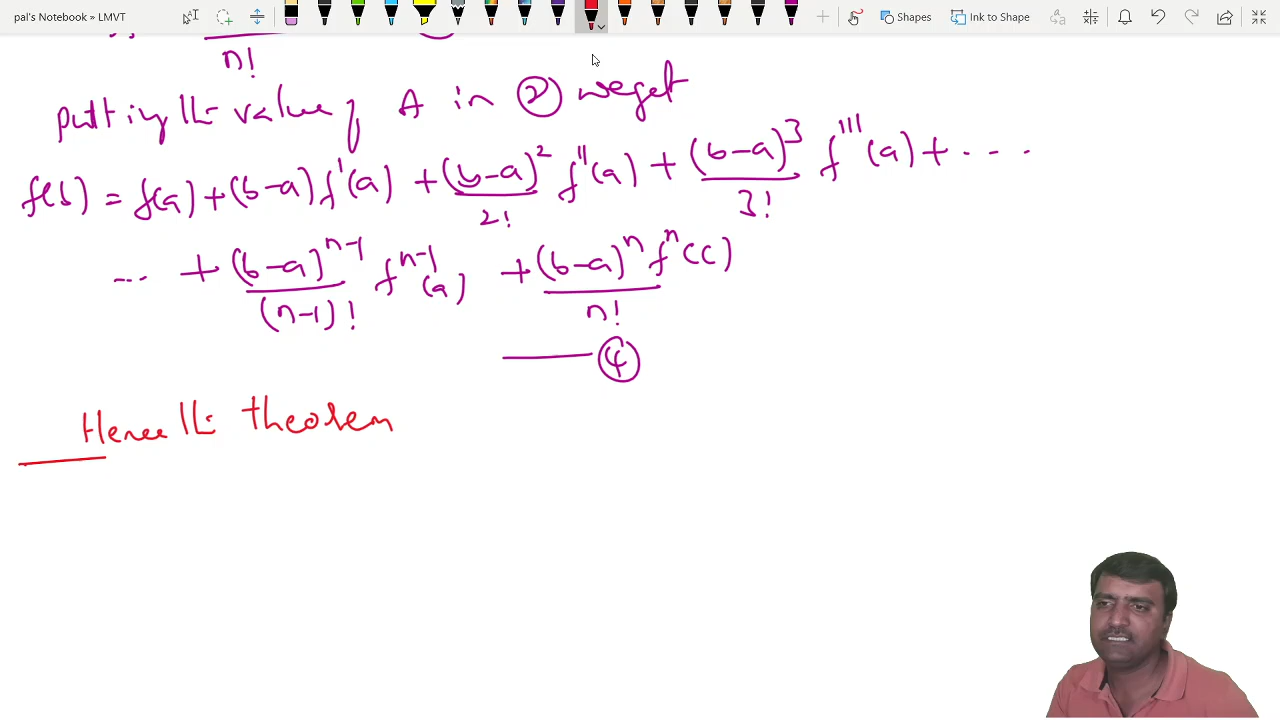 pal's Notebook » LMVT
Shapes
Ink to Shape
n!
putting the value of A in ② we get
f(b) = f(a) + (b-a) f'(a) + (b-a)² / 2! f''(a) + (b-a)³ / 3! f'''(a) + ...
... + (b-a)ⁿ⁻¹ / (n-1)! fⁿ⁻¹(a) + (b-a)ⁿ / n! fⁿ(c)
④
Hence the theorem